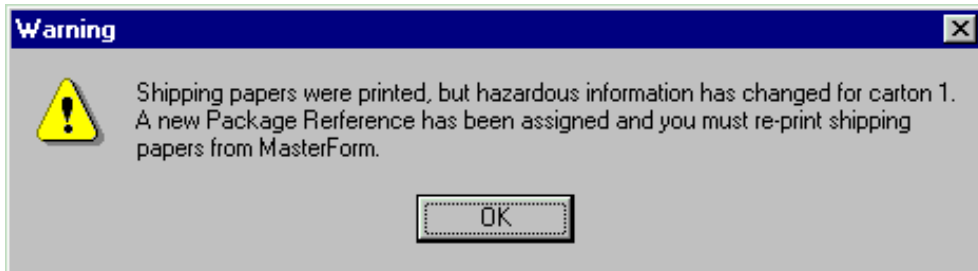 Warning
Shipping papers were printed, but hazardous information has changed for carton 1.
A new Package Rerference has been assigned and you must re-print shipping
papers from MasterForm.
OK